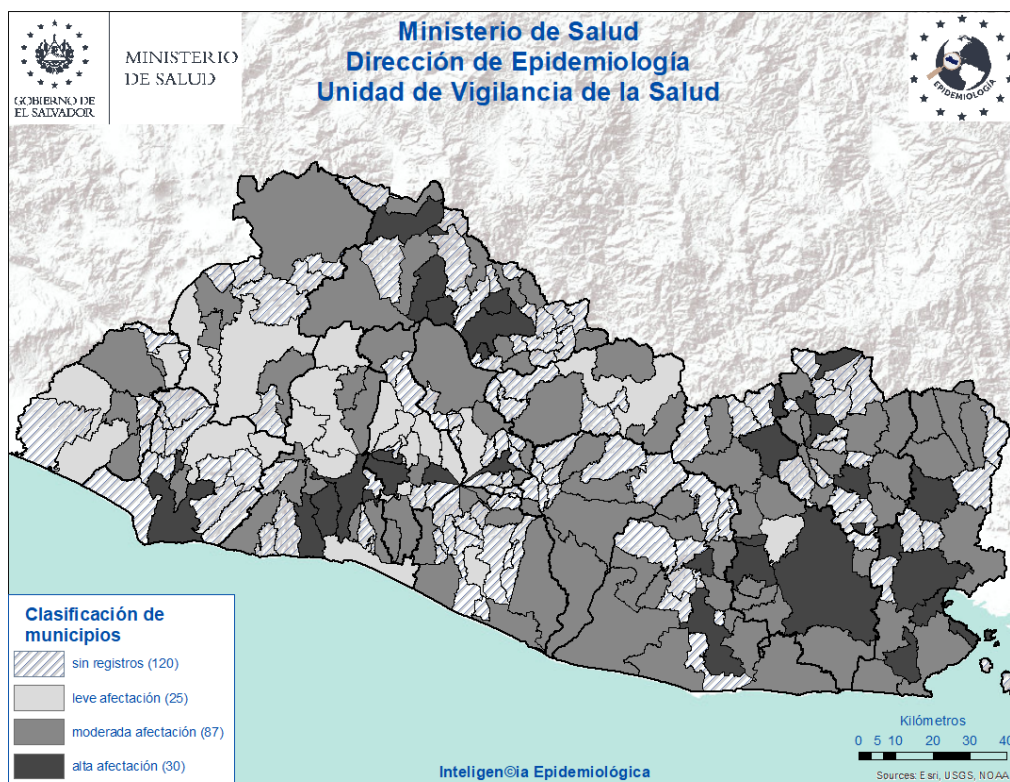 Ministerio de Salud
Dirección de Epidemiología
Unidad de Vigilancia de la Salud
GOBIERNO DE
EL SALVADOR
MINISTERIO
DE SALUD
EPIDEMIOLOGÍA
Clasificación de
municipios
sin registros (120)
leve afectación (25)
moderada afectación (87)
alta afectación (30)
Inteligen©ia Epidemiológica
Kilómetros
0 5 10 20 30 40
Sources: Esri, USGS, NOAA